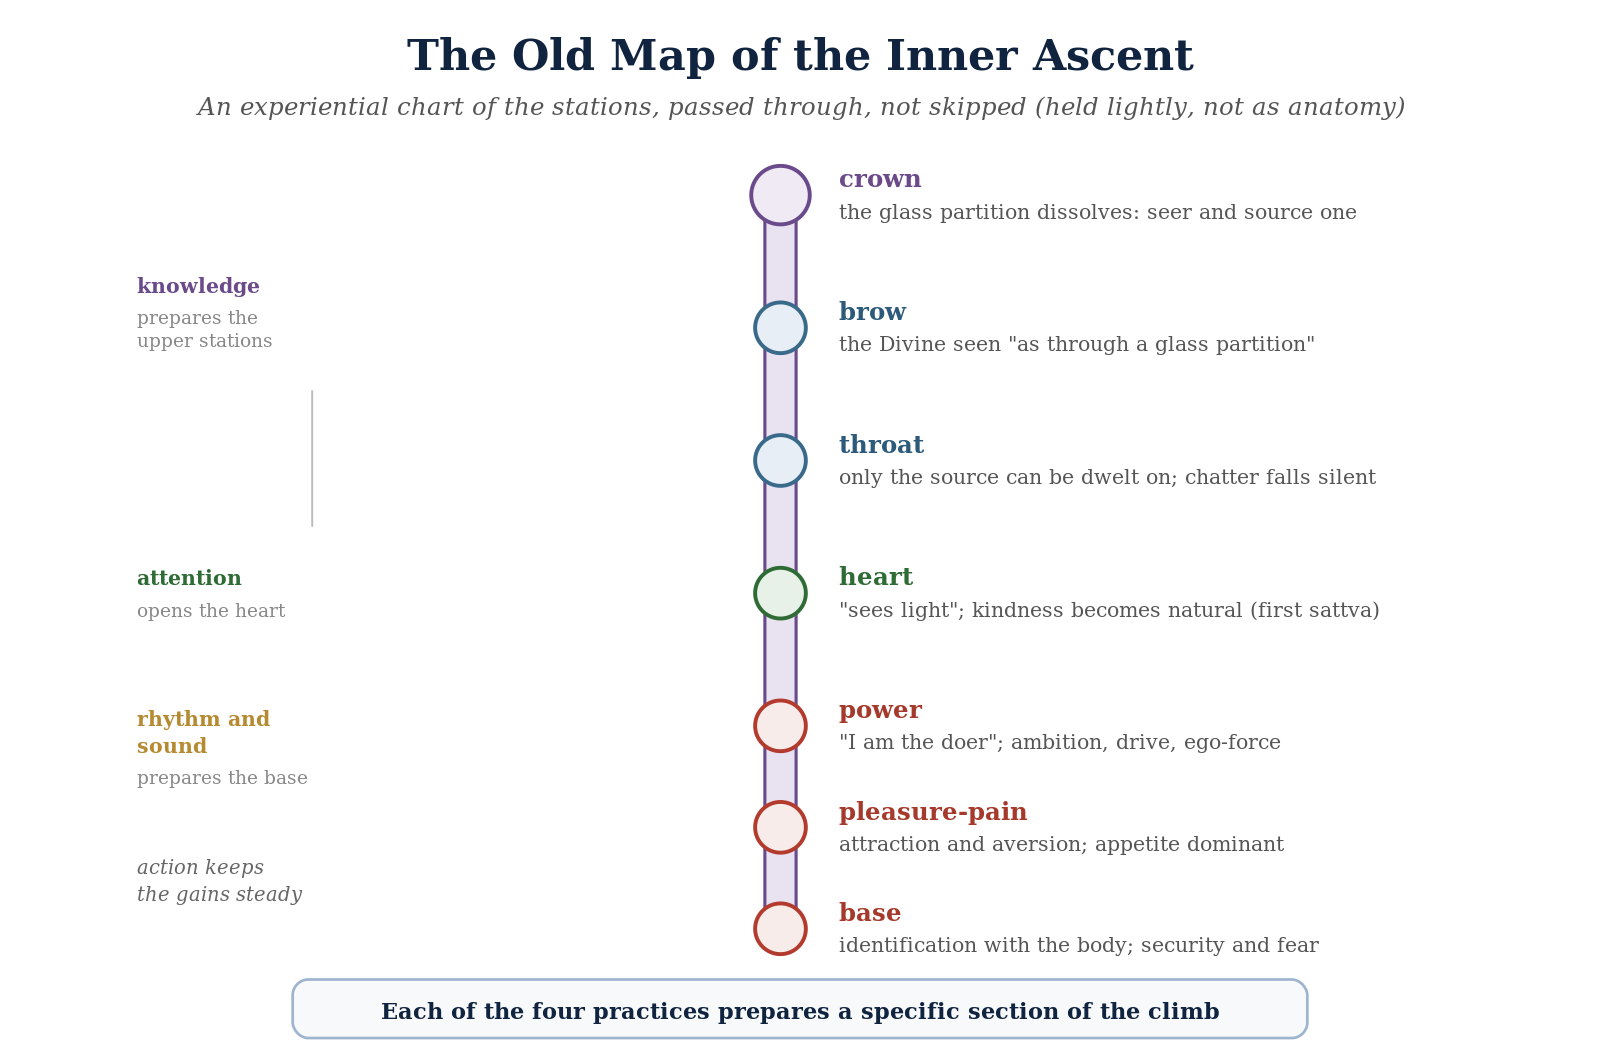 The Old Map of the Inner Ascent
An experiential chart of the stations, passed through, not skipped (held lightly, not as anatomy)
crown
the glass partition dissolves: seer and source one
knowledge
prepares the
upper stations
brow
the Divine seen "as through a glass partition"
throat
only the source can be dwelt on; chatter falls silent
attention
opens the heart
heart
"sees light"; kindness becomes natural (first sattva)
rhythm and
sound
prepares the base
power
"I am the doer"; ambition, drive, ego-force
pleasure-pain
attraction and aversion; appetite dominant
action keeps
the gains steady
base
identification with the body; security and fear
Each of the four practices prepares a specific section of the climb